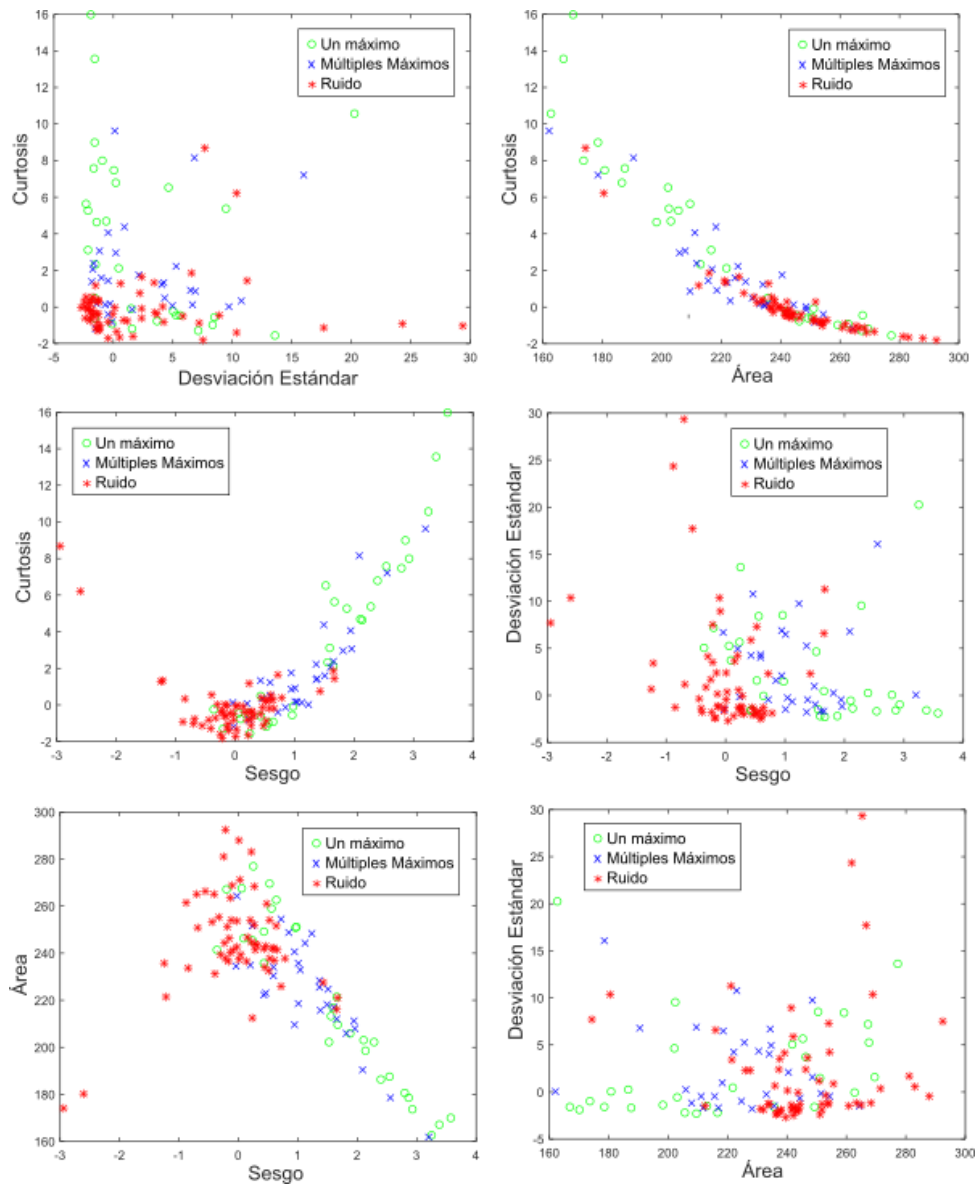 16
14
12
10
8
6
4
2
0
-2
Curtosis
Un máximo
Múltiples Máximos
Ruido
-5 0 5 10 15 20 25 30
Desviación Estándar
16
14
12
10
8
6
4
2
0
-2
Curtosis
Un máximo
Múltiples Máximos
Ruido
160 180 200 220 240 260 280 300
Área
16
14
12
10
8
6
4
2
0
-2
Curtosis
Un máximo
Múltiples Máximos
Ruido
-3 -2 -1 0 1 2 3 4
Sesgo
30
25
20
15
10
5
0
-5
Desviación Estándar
Un máximo
Múltiples Máximos
Ruido
-3 -2 -1 0 1 2 3 4
Sesgo
300
280
260
240
220
200
180
160
Área
Un máximo
Múltiples Máximos
Ruido
-3 -2 -1 0 1 2 3 4
Sesgo
30
25
20
15
10
5
0
-5
Desviación Estándar
Un máximo
Múltiples Máximos
Ruido
160 180 200 220 240 260 280 300
Área